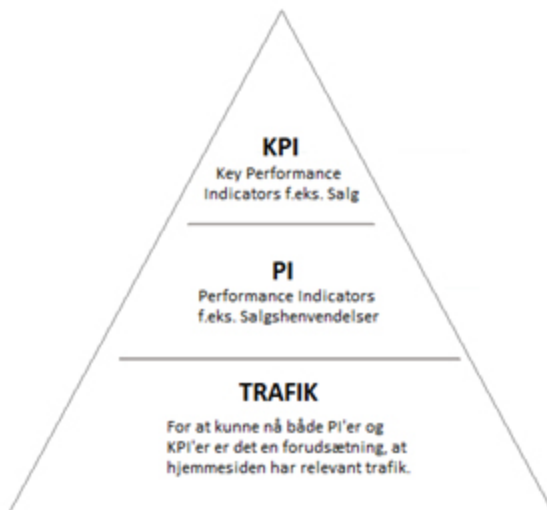 KPI
Key Performance
Indicators f.eks. Salg
PI
Performance Indicators
f.eks. Salgshenvendelser
TRAFIK
For at kunne nå både PI'er og
KPI'er er det en forudsætning, at
hjemmesiden har relevant trafik.